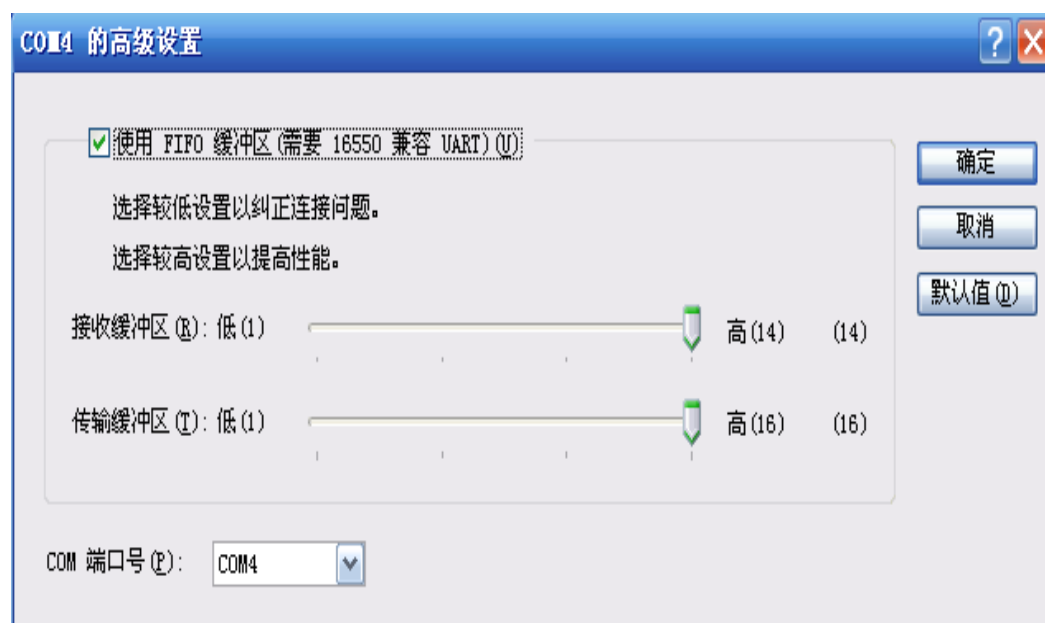 COM4 的高级设置
使用 FIFO 缓冲区(需要 16550 兼容 UART)(U)
选择较低设置以纠正连接问题。
选择较高设置以提高性能。
接收缓冲区(R): 低(1) 高(14) (14)
传输缓冲区(T): 低(1) 高(16) (16)
COM 端口号(P): COM4
确定
取消
默认值(D)